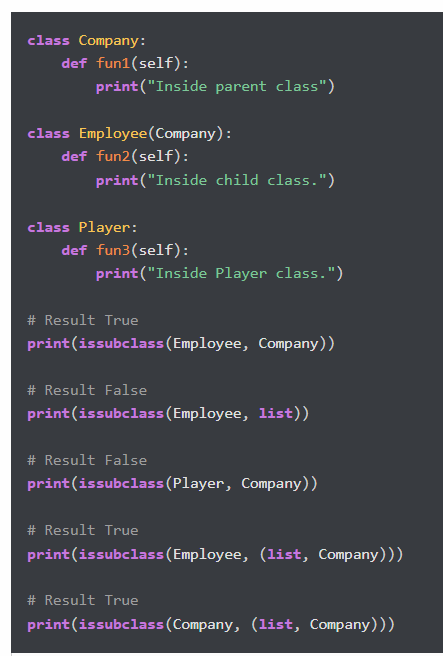 class Company:
    def fun1(self):
        print("Inside parent class")

class Employee(Company):
    def fun2(self):
        print("Inside child class.")

class Player:
    def fun3(self):
        print("Inside Player class.")

# Result True
print(issubclass(Employee, Company))

# Result False
print(issubclass(Employee, list))

# Result False
print(issubclass(Player, Company))

# Result True
print(issubclass(Employee, (list, Company)))

# Result True
print(issubclass(Company, (list, Company)))